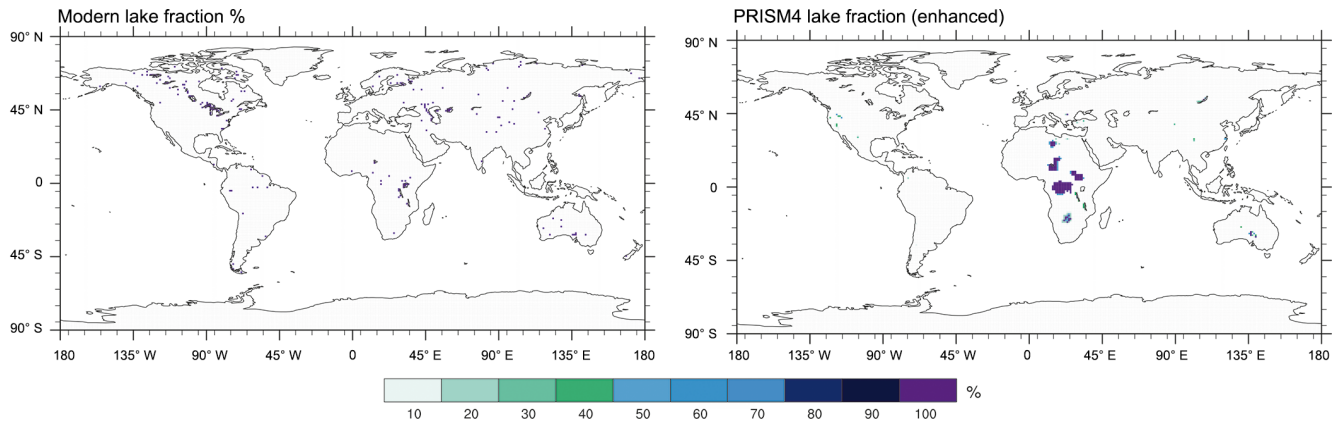 Modern lake fraction %
PRISM4 lake fraction (enhanced)
90° N
45° N
0
45° S
90° S
180 135° W 90° W 45° W 0 45° E 90° E 135° E 180
90° N
45° N
0
45° S
90° S
180 135° W 90° W 45° W 0 45° E 90° E 135° E 180
%
10 20 30 40 50 60 70 80 90 100